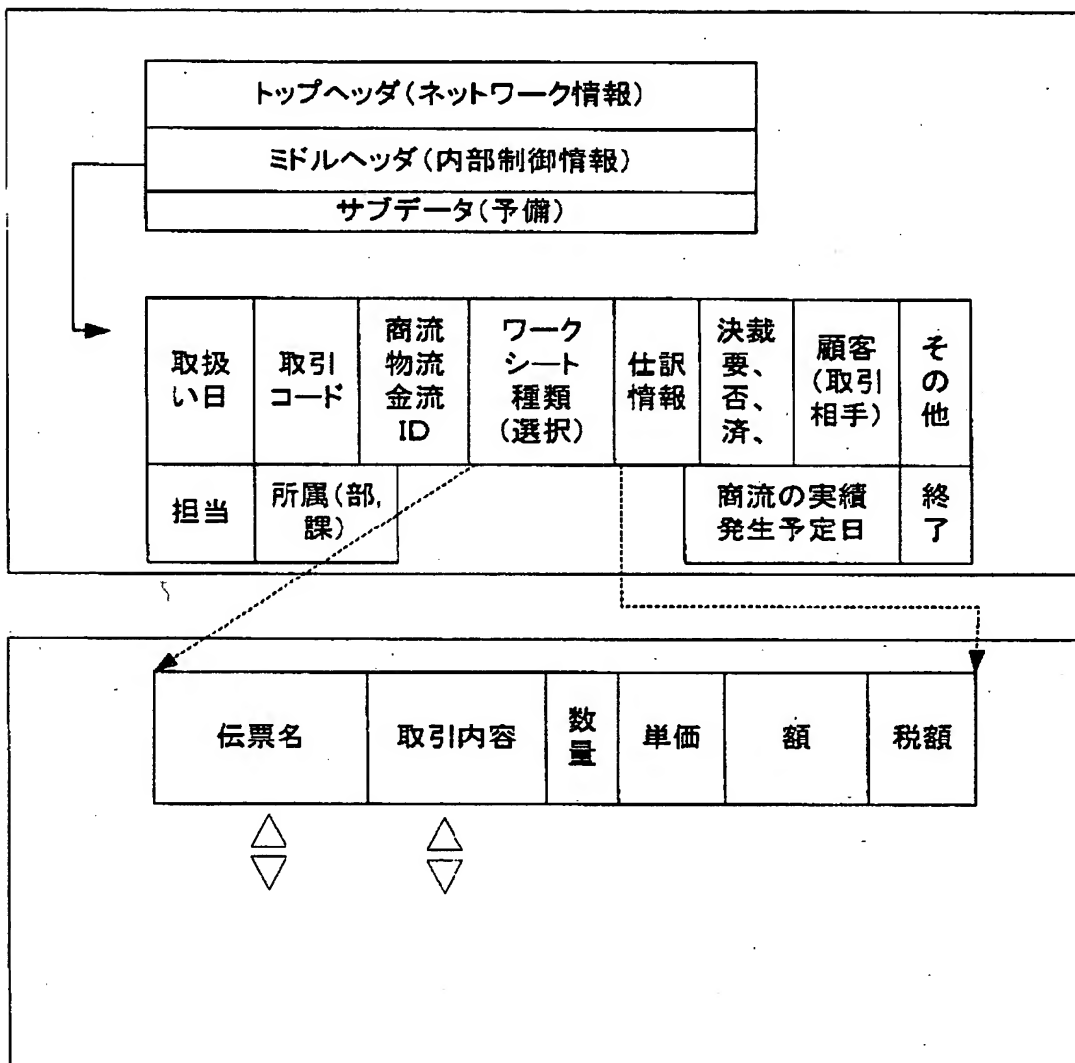 トップヘッダ(ネットワーク情報)
ミドルヘッダ(内部制御情報)
サブデータ(予備)
取扱
い日
取引
コード
商流
物流
金流
ID
ワーク
シート
種類
(選択)
仕訳
情報
決裁
要、
否、
済、
顧客
(取引
相手)
そ
の
他
担当
所属(部,
課)
商流の実績
発生予定日
終
了
伝票名
取引内容
数
量
単価
額
税額